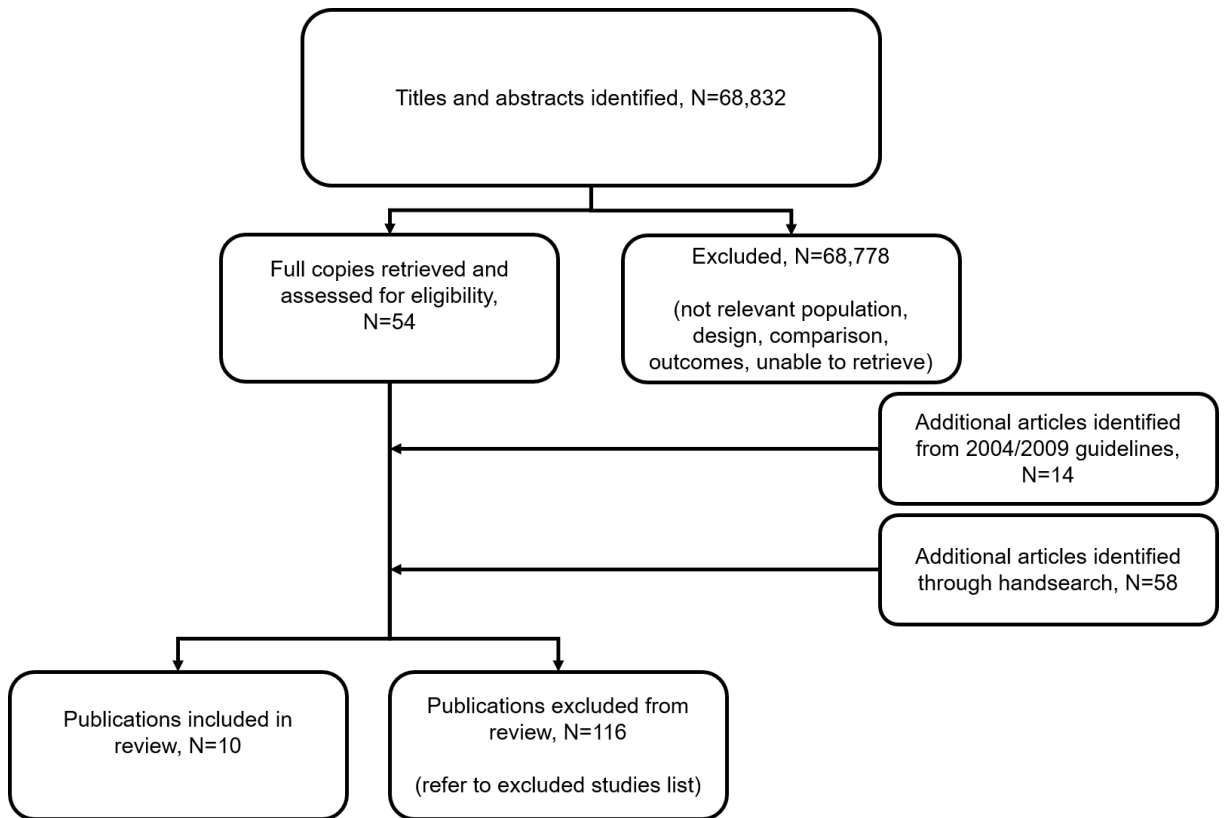 Titles and abstracts identified, N=68,832
Full copies retrieved and
assessed for eligibility,
N=54
Excluded, N=68,778
(not relevant population,
design, comparison,
outcomes, unable to retrieve)
Additional articles identified
from 2004/2009 guidelines,
N=14
Additional articles identified
through handsearch, N=58
Publications included in
review, N=10
Publications excluded from
review, N=116
(refer to excluded studies list)